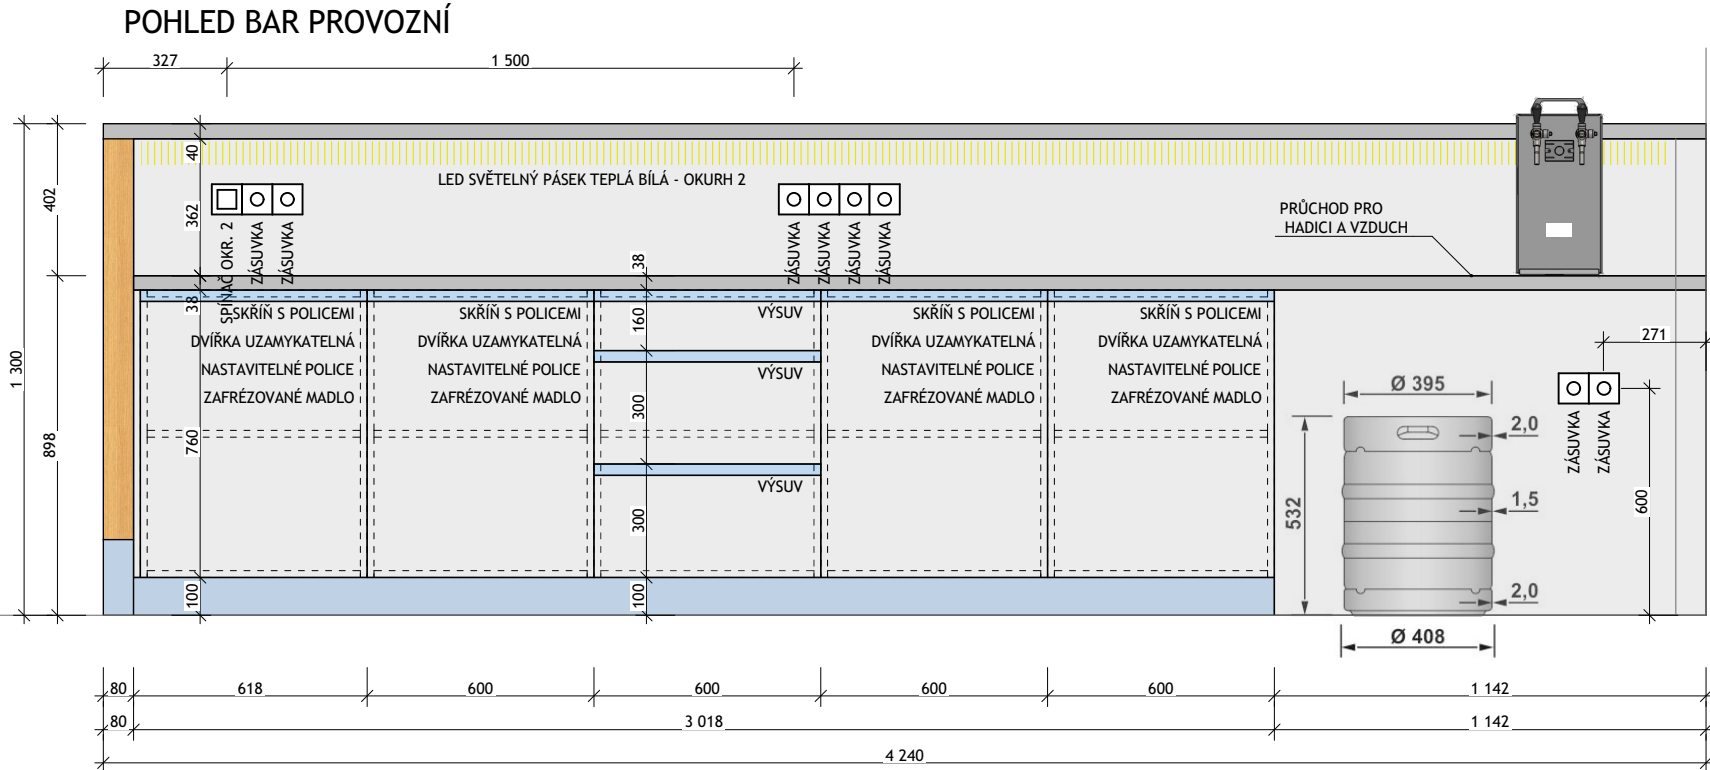 POHLED BAR PROVOZNÍ
327
1 500
40
402
LED SVĚTELNÝ PÁSEK TEPLÁ BÍLÁ - OKURH 2
362
SPÍNAČ OKR. 2
ZÁSUVKA
ZÁSUVKA
ZÁSUVKA
ZÁSUVKA
ZÁSUVKA
ZÁSUVKA
PRŮCHOD PRO
HADICI A VZDUCH
38
38
SKŘÍŇ S POLICEMI
DVÍŘKA UZAMYKATELNÁ
NASTAVITELNÉ POLICE
ZAFRÉZOVANÉ MADLO
SKŘÍŇ S POLICEMI
DVÍŘKA UZAMYKATELNÁ
NASTAVITELNÉ POLICE
ZAFRÉZOVANÉ MADLO
160
VÝSUV
VÝSUV
300
VÝSUV
300
SKŘÍŇ S POLICEMI
DVÍŘKA UZAMYKATELNÁ
NASTAVITELNÉ POLICE
ZAFRÉZOVANÉ MADLO
SKŘÍŇ S POLICEMI
DVÍŘKA UZAMYKATELNÁ
NASTAVITELNÉ POLICE
ZAFRÉZOVANÉ MADLO
271
1 300
898
760
100
100
Ø 395
2,0
1,5
2,0
532
Ø 408
ZÁSUVKA
ZÁSUVKA
600
80
618
600
600
600
600
1 142
80
3 018
1 142
4 240